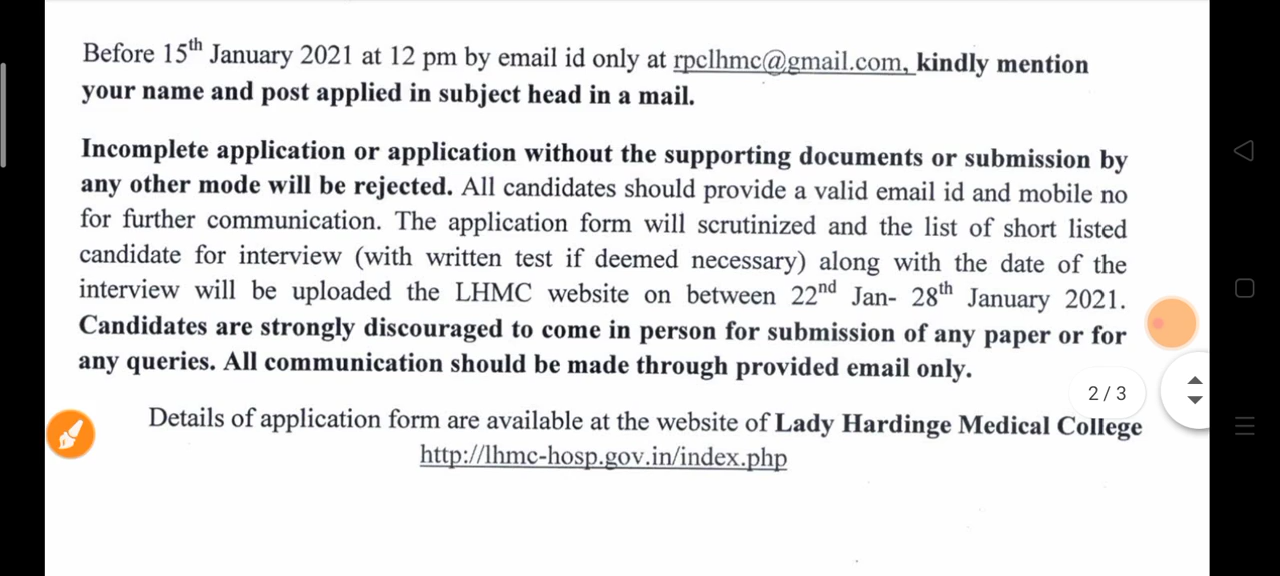 Before 15th January 2021 at 12 pm by email id only at rpclhmc@gmail.com, kindly mention
your name and post applied in subject head in a mail.
Incomplete application or application without the supporting documents or submission by
any other mode will be rejected. All candidates should provide a valid email id and mobile no
for further communication. The application form will scrutinized and the list of short listed
candidate for interview (with written test if deemed necessary) along with the date of the
interview will be uploaded the LHMC website on between 22nd Jan- 28th January 2021.
Candidates are strongly discouraged to come in person for submission of any paper or for
any queries. All communication should be made through provided email only.
2 / 3
Details of application form are available at the website of Lady Hardinge Medical College
http://lhmc-hosp.gov.in/index.php